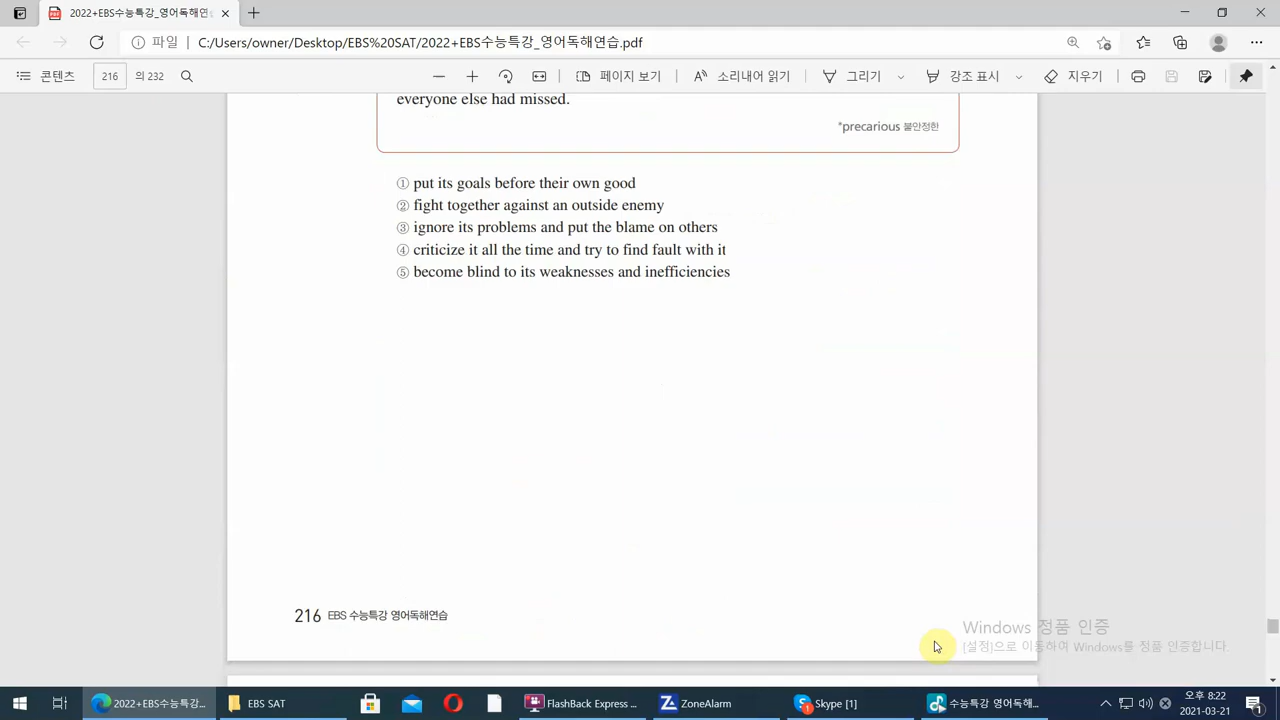 2022+EBS수능특강_영어독해연습
파일 C:/Users/owner/Desktop/EBS%20SAT/2022+EBS수능특강_영어독해연습.pdf
콘텐츠 216 의 232 페이지 보기 소리내어 읽기 그리기 강조 표시 지우기
everyone else had missed.
*precarious 불안정한
① put its goals before their own good
② fight together against an outside enemy
③ ignore its problems and put the blame on others
④ criticize it all the time and try to find fault with it
⑤ become blind to its weaknesses and inefficiencies
216 EBS 수능특강 영어독해연습
Windows 정품 인증
[설정]으로 이동하여 Windows를 정품 인증합니다.
2022+EBS수능특강_... EBS SAT FlashBack Express ... ZoneAlarm Skype [1] 수능특강 영어 독해... 오후 8:22
2021-03-21